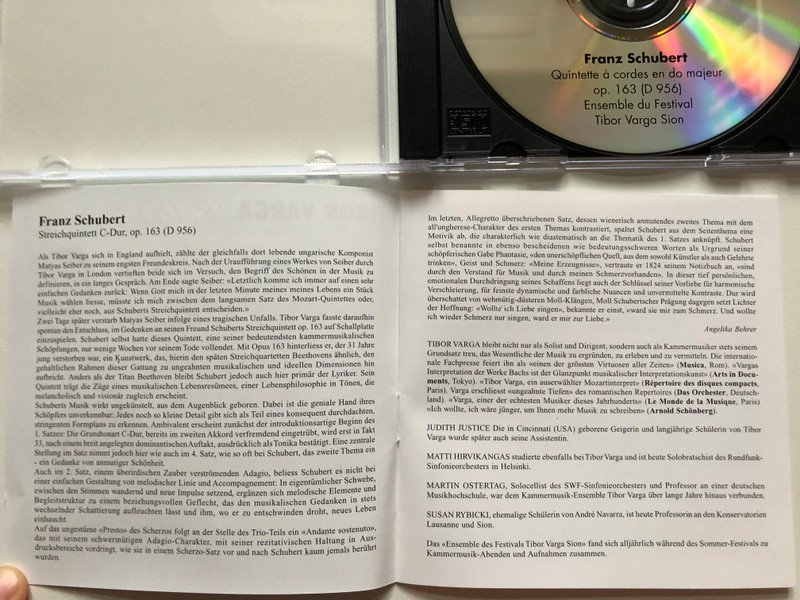 Franz Schubert
Quintette à cordes en do majeur
op. 163 (D 956)
Ensemble du Festival
Tibor Varga Sion
Franz Schubert
Streichquintett C-Dur, op. 163 (D 956)
Als Tibor Varga sich in England aufhielt, zählte der gleichfalls dort lebende ungarische Komponist
Matyas Seiber zu seinem engsten Freundeskreis. Nach der Uraufführung eines Werkes von Seiber durch
Tibor Varga in London vertieften beide sich im Versuch, den Begriff des Schönen in der Musik zu
definieren, in ein langes Gespräch. Am Ende sagte Seiber: «Letztlich komme ich immer auf einen sehr
einfachen Gedanken zurück: Wenn Gott mich in der letzten Minute meines meines Lebens ein Stück
Musik wählen liesse, müsste ich mich zwischen dem langsamen Satz des Mozart-Quintettes oder,
vielleicht eher noch, aus Schuberts Streichquintett entscheiden.»
Zwei Tage später verstarb Matyas Seiber infolge eines tragischen Unfalls. Tibor Varga fasste daraufhin
spontan den Entschluss, im Gedenken an seinen Freund Schuberts Streichquintett op. 163 auf Schallplatte
einzuspielen. Schubert selbst hatte dieses Quintett, eine seiner bedeutendsten kammermusikalischen
Schöpfungen, nur wenige Wochen vor seinem Tode vollendet. Mit Opus 163 hinterliess er, der 31 Jahre
jung verstorben war, ein Kunstwerk, das, hierin den späten Streichquartetten Beethovens ähnlich, den
gehaltlichen Rahmen dieser Gattung zu ungeahnten musikalischen und ideellen Dimensionen hin
aufbricht. Anders als der Titan Beethoven bleibt Schubert jedoch auch hier primär der Lyriker. Sein
Quintett trägt die Züge eines musikalischen Lebensresümees, einer Lebensphilosophie in Tönen, die
melancholisch und visionär zugleich erscheint.
Schuberts Musik wirkt ungekünstelt, aus dem Augenblick geboren. Dabei ist die geniale Hand ihres
Schöpfers unverkennbar: Jedes noch so kleine Detail gibt sich als Teil eines konsequent durchdachten,
stringenten Formplans zu erkennen. Ambivalent erscheint zunächst der introduktionsartige Beginn des
1. Satzes: Die Grundtonart C-Dur, bereits im zweiten Akkord verfremdend eingetrübt, wird erst in Takt
33, nach einem breit angelegten dominantischen Auftakt, ausdrücklich als Tonika bestätigt. Eine zentrale
Stellung im Satz nimmt jedoch hier wie auch im 4. Satz, wie so oft bei Schubert, das zweite Thema ein
- ein Gedanke von anmutiger Schönheit.
Auch im 2. Satz, einem überirdischen Zauber verströmenden Adagio, beliess Schubert es nicht bei
einer einfachen Gestaltung von melodischer Linie und Accompagnement: In eigentümlicher Schwebe,
zwischen den Stimmen wandernd und neue Impulse setzend, ergänzen sich melodische Elemente und
Begleitstruktur zu einem beziehungsvollen Geflecht, das den musikalischen Gedanken in stets
wechselnder Schattierung aufleuchten lässt und ihm, wo er zu entschwinden droht, neues Leben
einhaucht.
Auf das ungestüme «Presto» des Scherzos folgt an der Stelle des Trio-Teils ein «Andante sostenuto»,
das mit seinem schwermütigen Adagio-Charakter, mit seiner rezitativischen Haltung in Aus-
drucksbereiche vordringt, wie sie in einem Scherzo-Satz vor und nach Schubert kaum jemals berührt
wurden.
Im letzten, Allegretto überschriebenen Satz, dessen wienerisch anmutendes zweites Thema mit dem
all'ungherese-Charakter des ersten Themas kontrastiert, spaltet Schubert aus dem Seitenthema eine
Motivik ab, die charakterlich wie diastematisch an die Thematik des 1. Satzes anknüpft. Schubert
selbst benannte in ebenso bescheidenen wie bedeutungsschweren Worten als Urgrund seiner
schöpferischen Gabe Phantasie, «den unerschöpflichen Quell, aus dem sowohl Künstler als auch Gelehrte
trinken», Geist und Schmerz: «Meine Erzeugnisse», vertraute er 1824 seinem Notizbuch an, «sind
durch den Verstand für Musik und durch meinen Schmerz vorhanden». In dieser tief persönlichen,
emotionalen Durchdringung seines Schaffens liegt auch der Schlüssel seiner Vorliebe für harmonische
Verschleierung, für feinste dynamische und farbliche Nuancen und unvermittelte Kontraste. Dur wird
überschattet von wehmütig-düsteren Moll-Klängen, Moll Schubertscher Prägung dagegen setzt Lichter
der Hoffnung: «Wollte ich Liebe singen», bekannte er einst, «ward sie mir zum Schmerz. Und wollte
ich wieder Schmerz nur singen, ward er mir zur Liebe.»
Angelika Behrer
TIBOR VARGA bleibt nicht nur als Solist und Dirigent, sondern auch als Kammermusiker stets seinem
Grundsatz treu, das Wesentliche der Musik zu ergründen, zu erleben und zu vermitteln. Die internatio-
nale Fachpresse feiert ihn als «einen der grössten Virtuosen aller Zeiten» (Musica, Rom). «Vargas
Interpretation der Werke Bachs ist der Glanzpunkt musikalischer Interpretationskunst» (Arts in Docu-
ments, Tokyo). «Tibor Varga, ein auserwählter Mozartinterpret» (Répertoire des disques compacts,
Paris). Varga erschliesst «ungeahnte Tiefen» des romantischen Repertoires (Das Orchester, Deutsch-
land). «Varga, einer der echtesten Musiker dieses Jahrhunderts» (Le Monde de la Musique, Paris)
«Ich wollte, ich wäre jünger, um Ihnen mehr Musik zu schreiben» (Arnold Schönberg).
JUDITH JUSTICE Die in Cincinnati (USA) geborene Geigerin und langjährige Schülerin von Tibor
Varga wurde später auch seine Assistentin.
MATTI HIRVIKANGAS studierte ebenfalls bei Tibor Varga und ist heute Solobratschist des Rundfunk-
Sinfonieorchesters in Helsinki.
MARTIN OSTERTAG, Solocellist des SWF-Sinfonieorchesters und Professor an einer deutschen
Musikhochschule, war dem Kammermusik-Ensemble Tibor Varga über lange Jahre hinaus verbunden.
SUSAN RYBICKI, ehemalige Schülerin von André Navarra, ist heute Professorin an den Konservatorien
Lausanne und Sion.
Das «Ensemble des Festivals Tibor Varga Sion» fand sich alljährlich während des Sommer-Festivals zu
Kammermusik-Abenden und Aufnahmen zusammen.